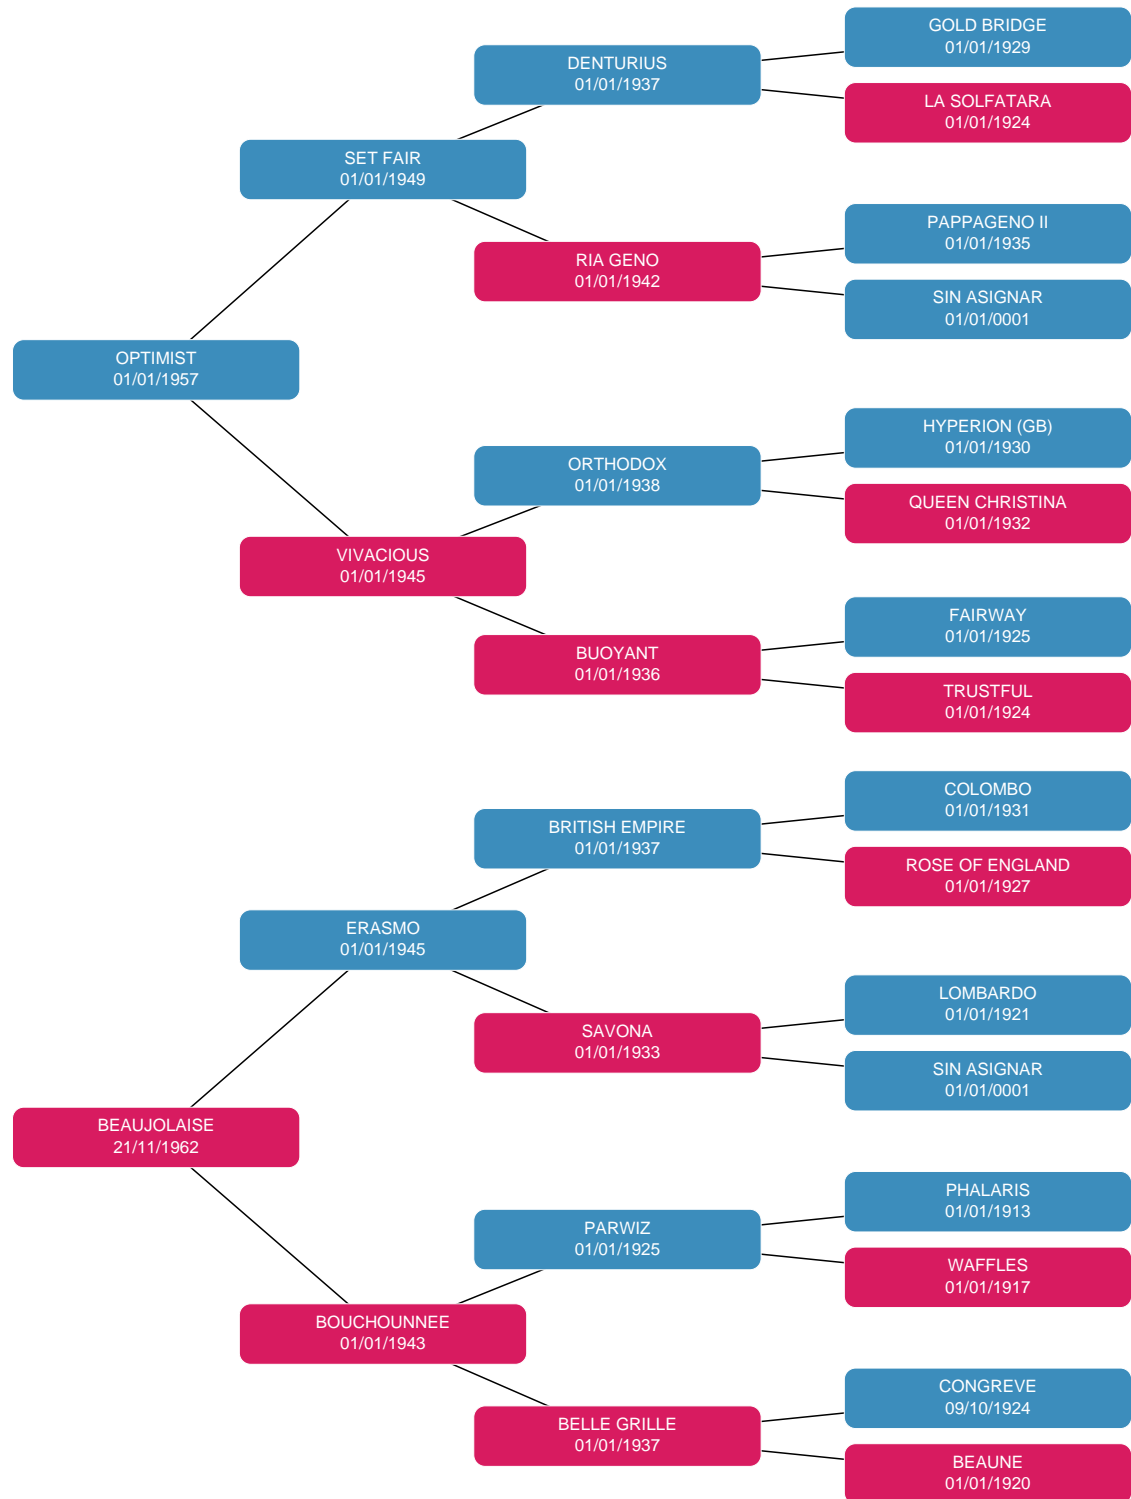 GOLD BRIDGE
01/01/1929
DENTURIUS
01/01/1937
LA SOLFATARA
01/01/1924
SET FAIR
01/01/1949
PAPPAGENO II
01/01/1935
RIA GENO
01/01/1942
SIN ASIGNAR
01/01/0001
OPTIMIST
01/01/1957
HYPERION (GB)
01/01/1930
ORTHODOX
01/01/1938
QUEEN CHRISTINA
01/01/1932
VIVACIOUS
01/01/1945
FAIRWAY
01/01/1925
BUOYANT
01/01/1936
TRUSTFUL
01/01/1924
COLOMBO
01/01/1931
BRITISH EMPIRE
01/01/1937
ROSE OF ENGLAND
01/01/1927
ERASMO
01/01/1945
LOMBARDO
01/01/1921
SAVONA
01/01/1933
SIN ASIGNAR
01/01/0001
BEAUJOLAISE
21/11/1962
PHALARIS
01/01/1913
PARWIZ
01/01/1925
WAFFLES
01/01/1917
BOUCHOUNNEE
01/01/1943
CONGREVE
09/10/1924
BELLE GRILLE
01/01/1937
BEAUNE
01/01/1920